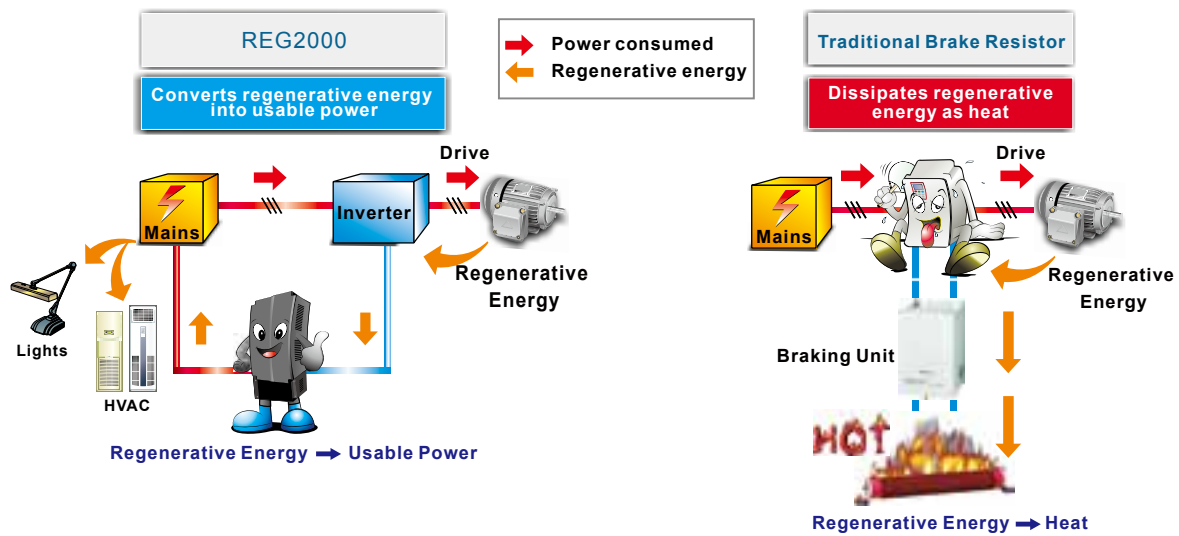 REG2000
Converts regenerative energy
into usable power
Power consumed
Regenerative energy
Traditional Brake Resistor
Dissipates regenerative
energy as heat
Drive
Mains
Inverter
Regenerative
Energy
Lights
HVAC
Regenerative Energy → Usable Power
Drive
Mains
Regenerative
Energy
Braking Unit
HOT
Regenerative Energy → Heat